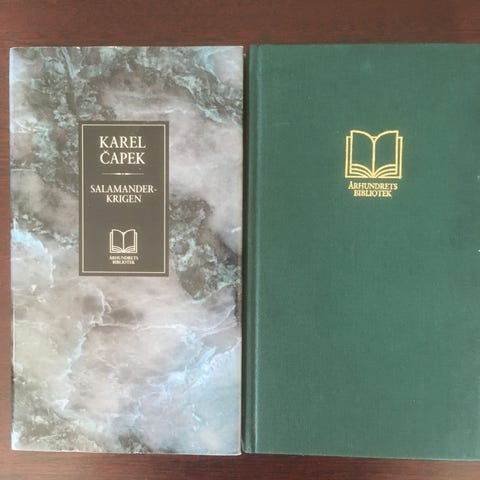 KAREL
ČAPEK
SALAMANDER-
KRIGEN
ÅRHUNDRETS
BIBLIOTEK
ÅRHUNDRETS
BIBLIOTEK